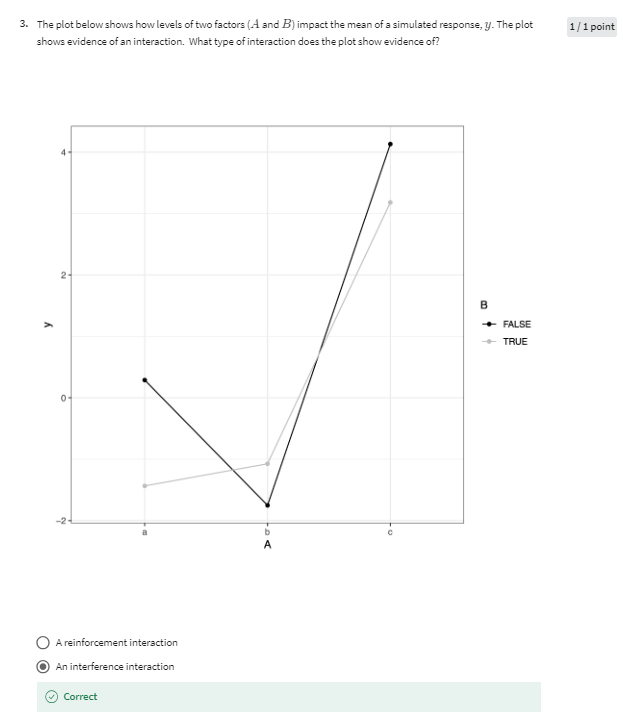 3. The plot below shows how levels of two factors (A and B) impact the mean of a simulated response, y. The plot
shows evidence of an interaction. What type of interaction does the plot show evidence of?
1 / 1 point
4
2
0
-2
y
a
b
c
A
B
FALSE
TRUE
A reinforcement interaction
An interference interaction
Correct